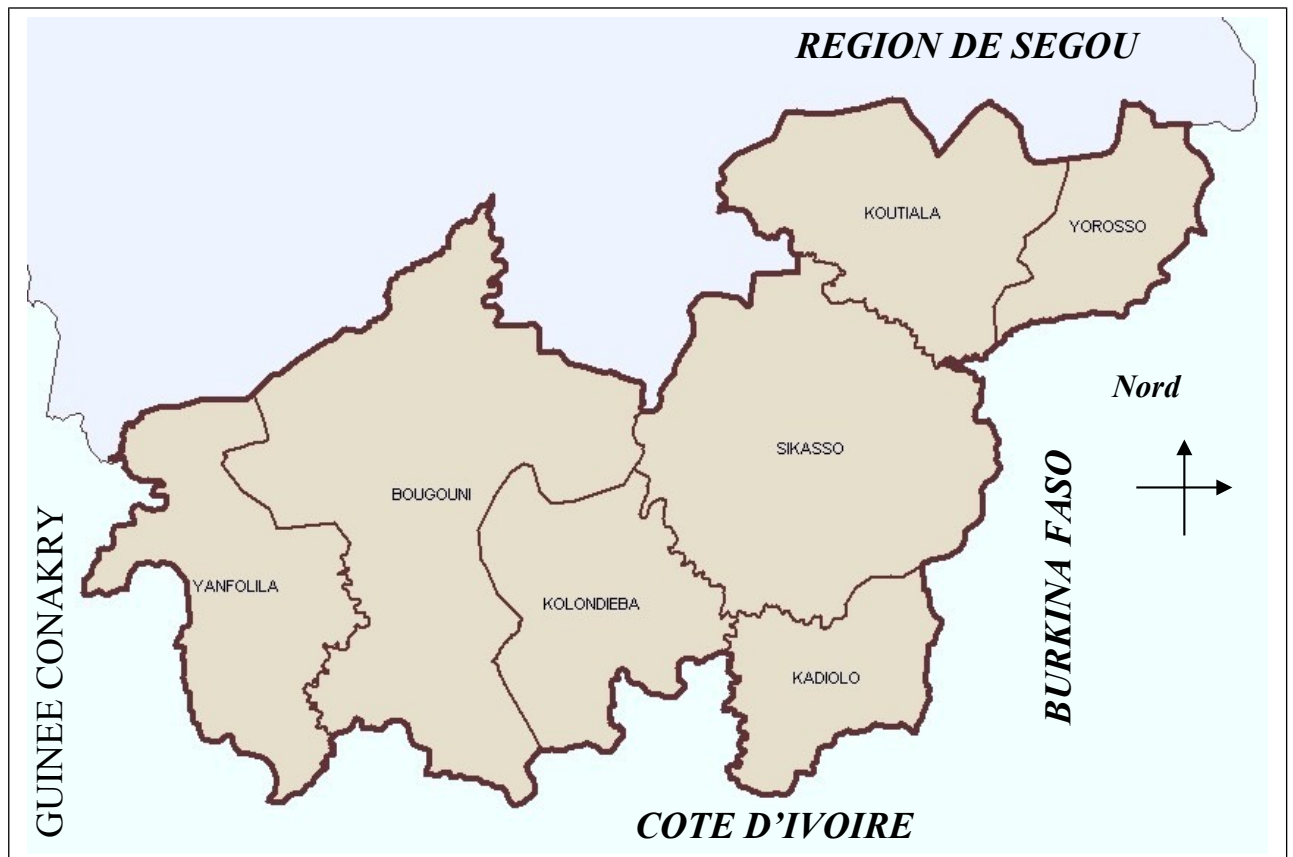 REGION DE SEGOU
KOUTIALA
YOROSSO
Nord
SIKASSO
BOUGOUNI
BURKINA FASO
GUINEE CONAKRY
YANFOLILA
KOLONDIEBA
KADIOLO
COTE D’IVOIRE